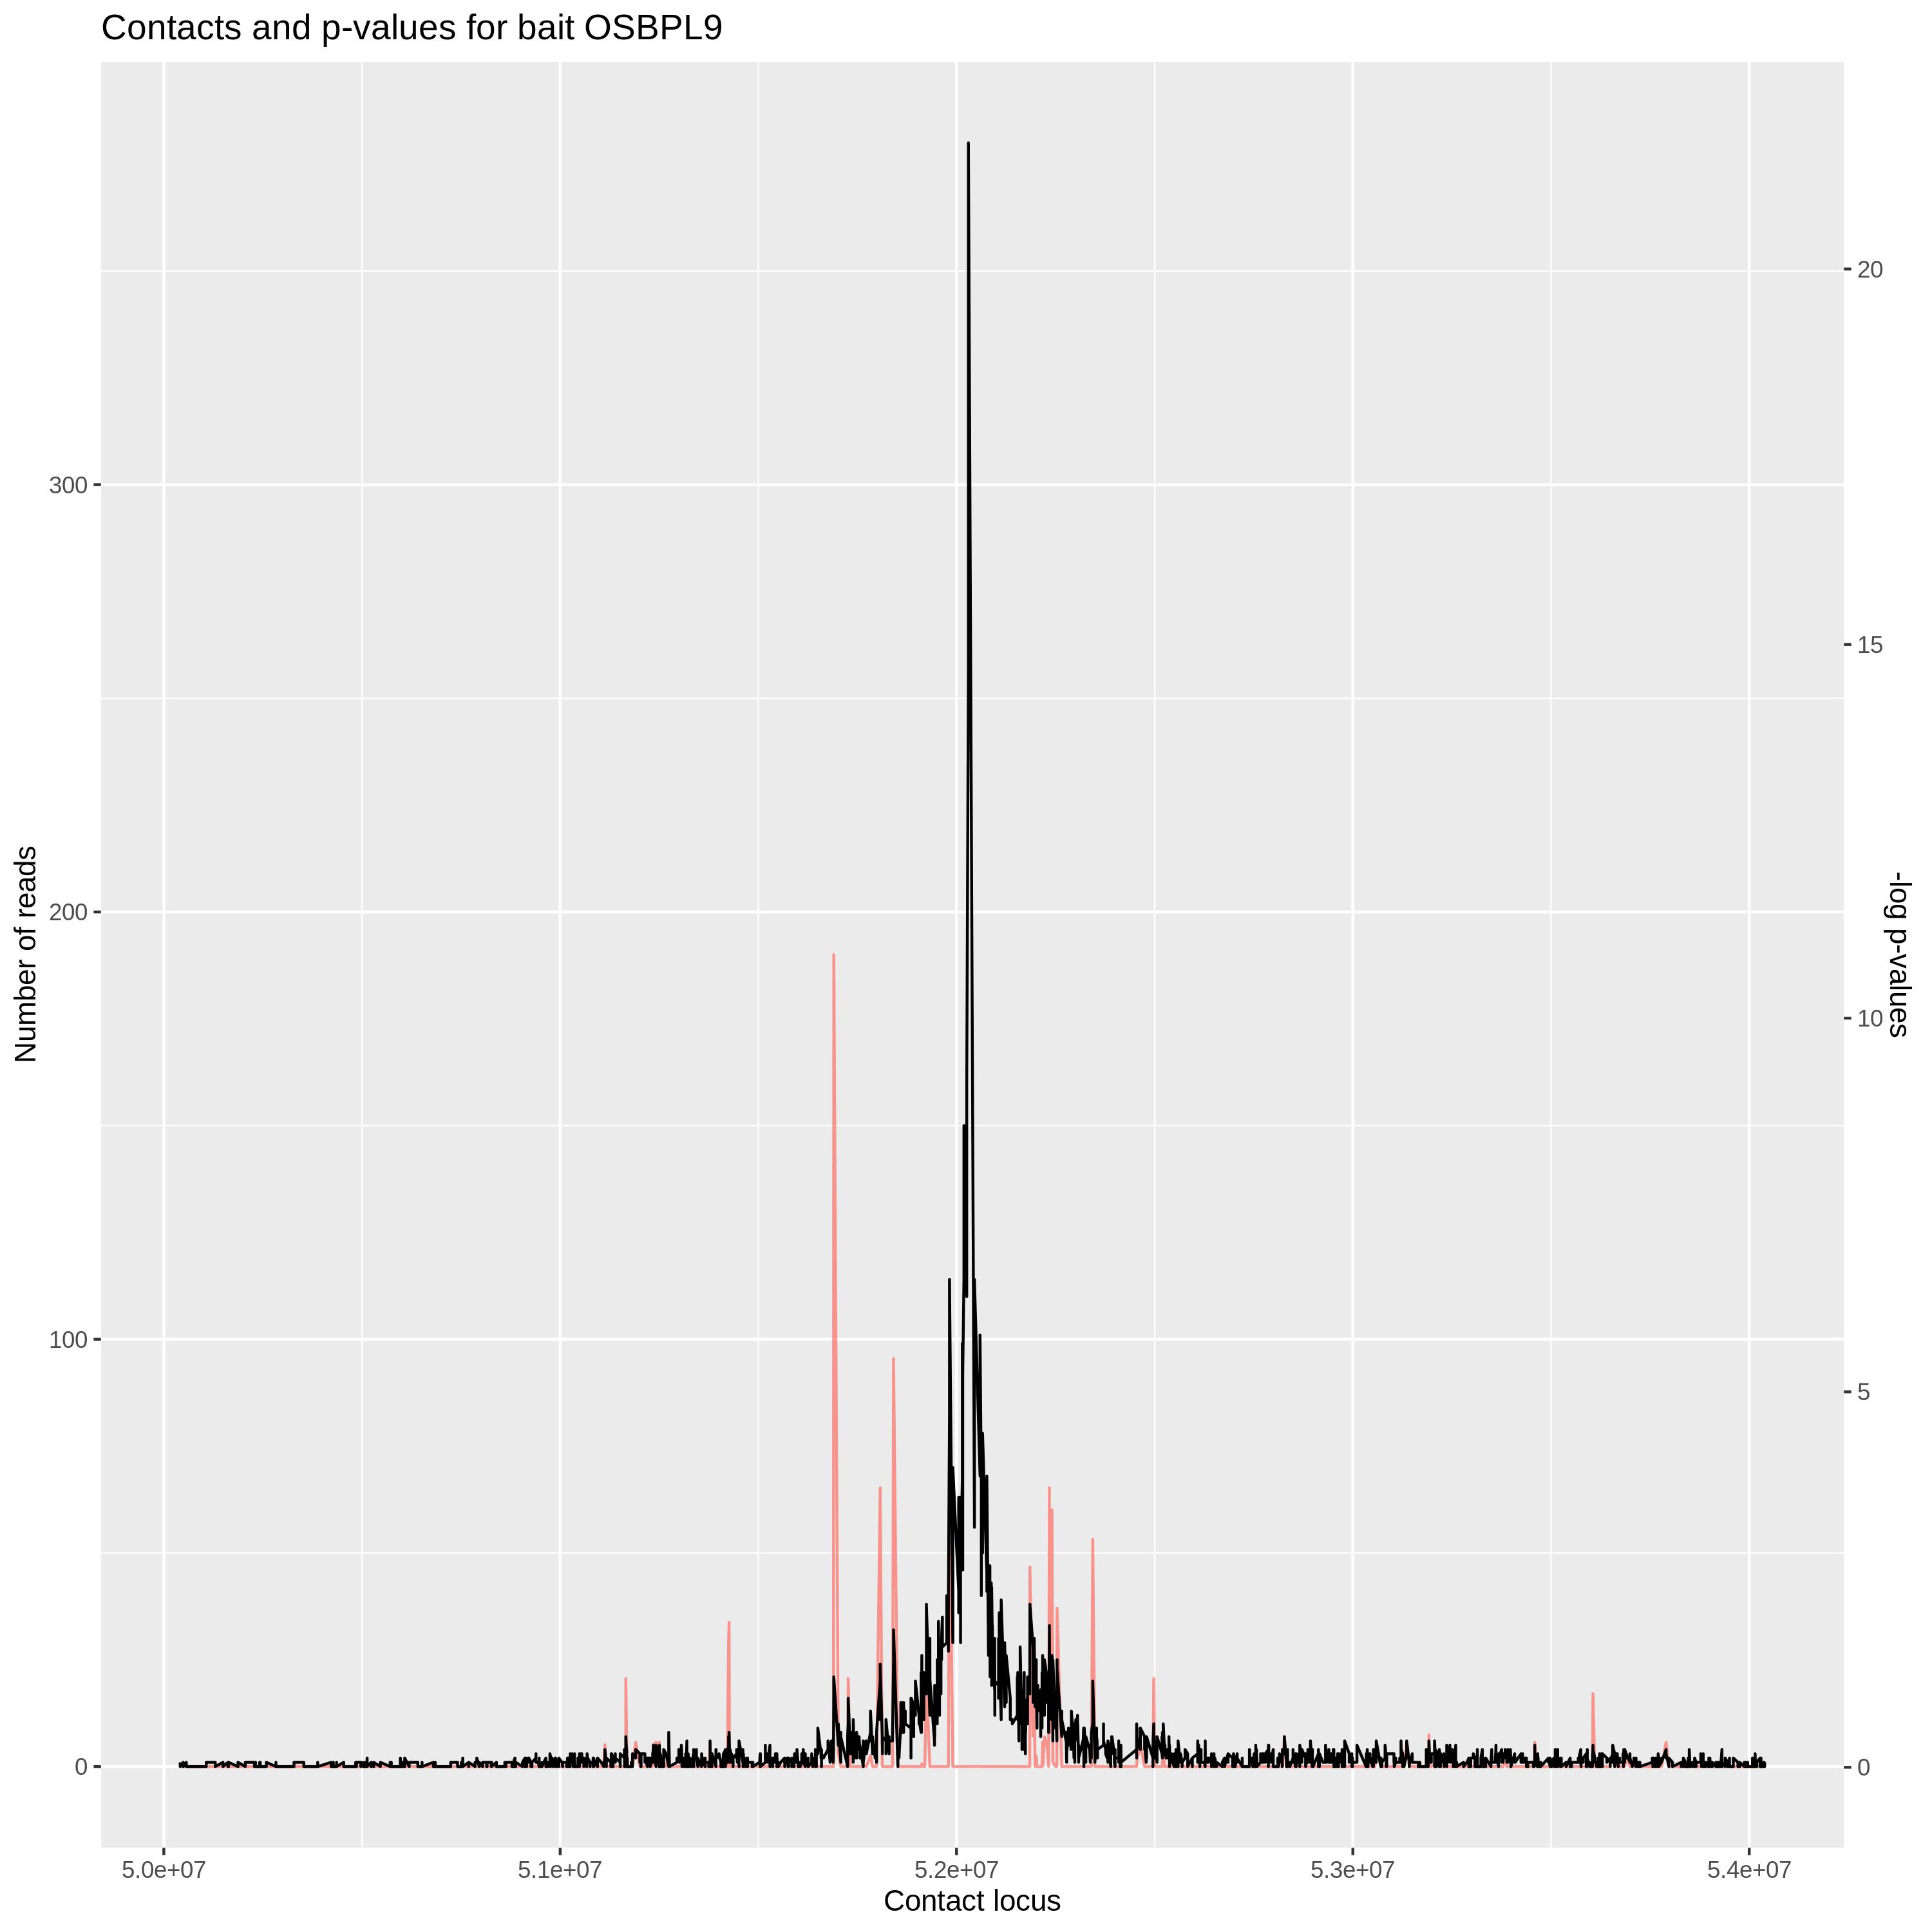 Contacts and p-values for bait OSBPL9
Number of reads
300
200
100
0
20
15
10
5
0
-log p-values
5.0e+07
5.1e+07
5.2e+07
5.3e+07
5.4e+07
Contact locus